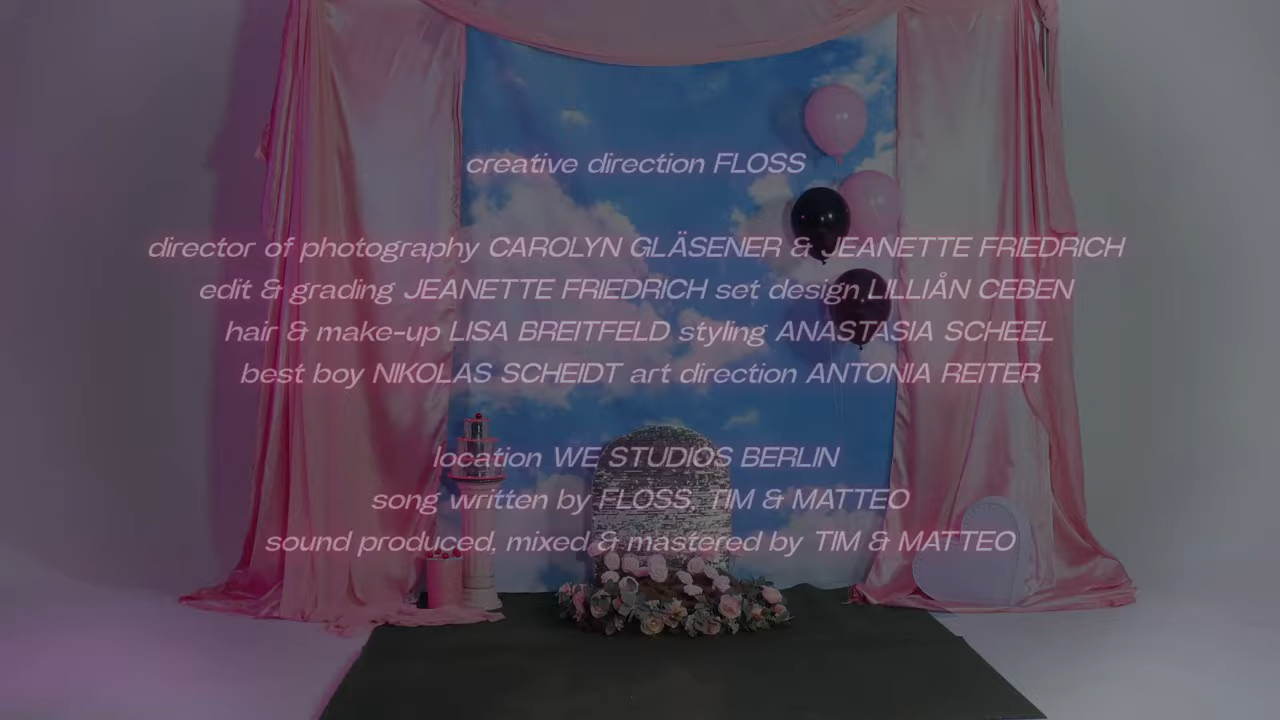 creative direction FLOSS
director of photography CAROLYN GLÄSENER & JEANETTE FRIEDRICH
edit & grading JEANETTE FRIEDRICH set design LILLIÅN CEBEN
hair & make-up LISA BREITFELD styling ANASTASIA SCHEEL
best boy NIKOLAS SCHEIDT art direction ANTONIA REITER
location WE STUDIOS BERLIN
song written by FLOSS, TIM & MATTEO
sound produced, mixed & mastered by TIM & MATTEO